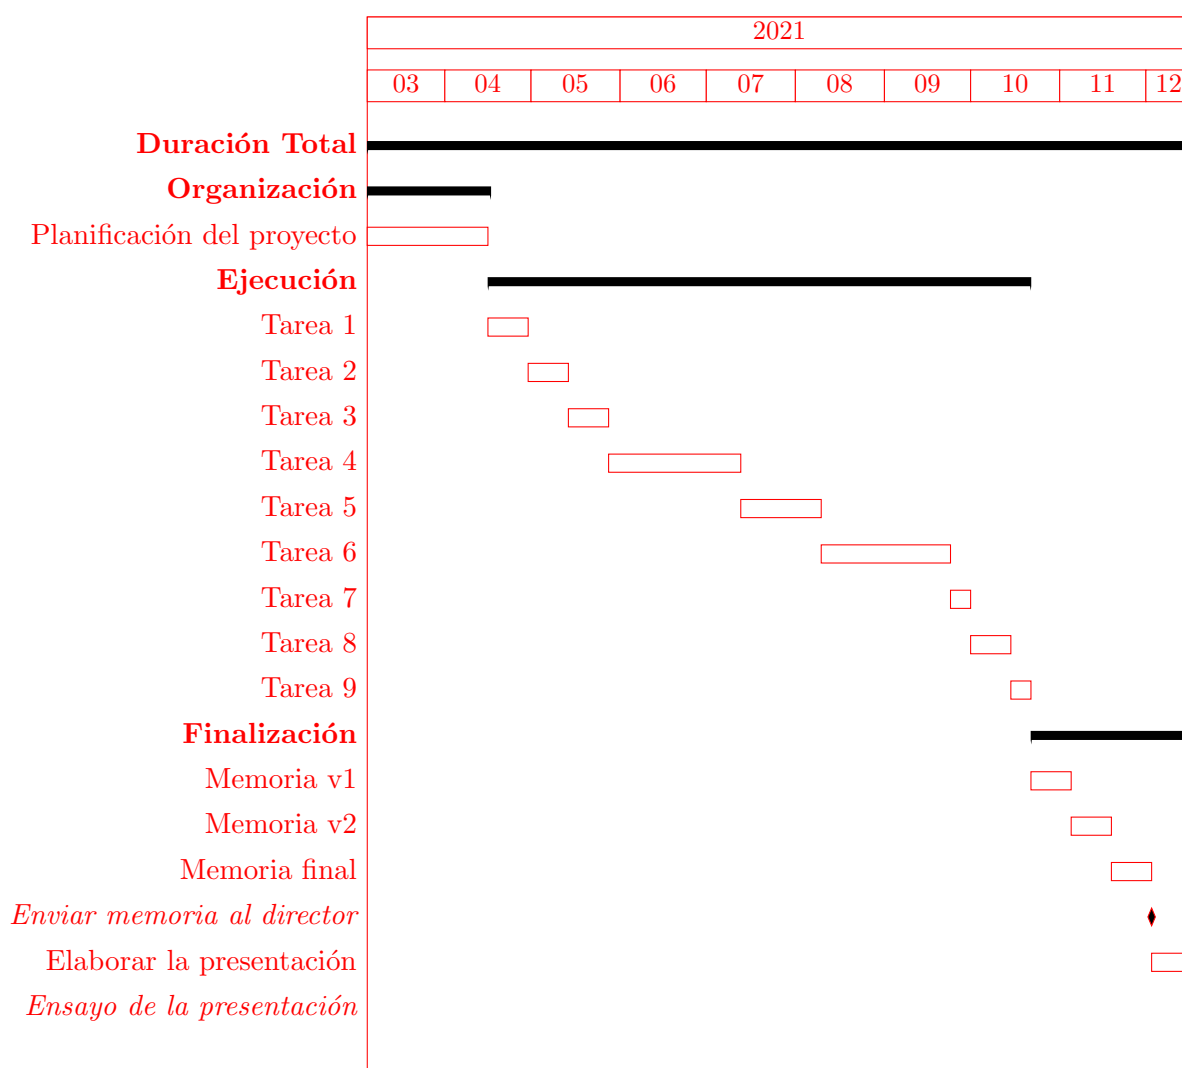 2021
03 04 05 06 07 08 09 10 11 12
Duración Total
Organización
Planificación del proyecto
Ejecución
Tarea 1
Tarea 2
Tarea 3
Tarea 4
Tarea 5
Tarea 6
Tarea 7
Tarea 8
Tarea 9
Finalización
Memoria v1
Memoria v2
Memoria final
Enviar memoria al director
Elaborar la presentación
Ensayo de la presentación